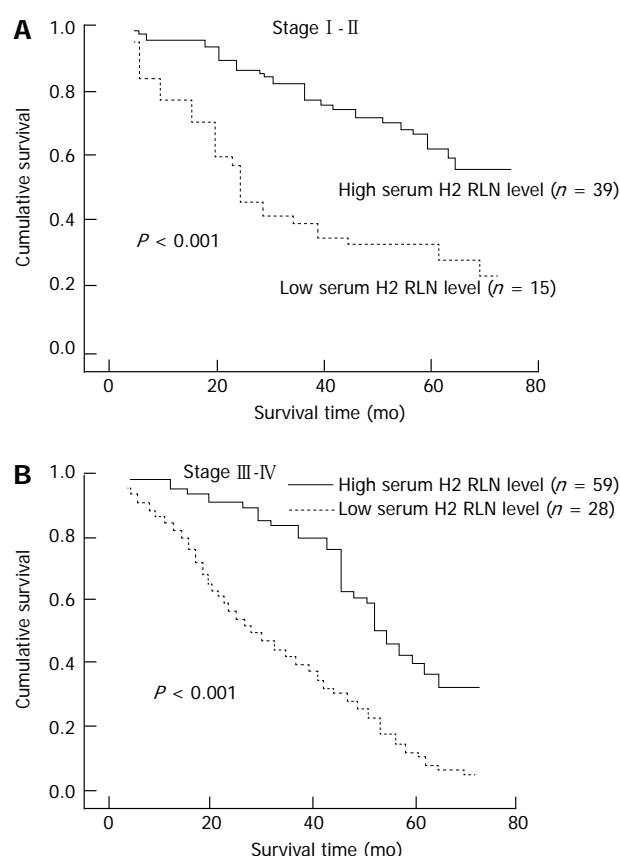 A
Stage Ⅰ-Ⅱ
1.0
0.8
0.6
0.4
0.2
0.0
Cumulative survival
High serum H2 RLN level (n = 39)
P < 0.001
Low serum H2 RLN level (n = 15)
0 20 40 60 80
Survival time (mo)
B
Stage Ⅲ-Ⅳ
High serum H2 RLN level (n = 59)
Low serum H2 RLN level (n = 28)
1.0
0.8
0.6
0.4
0.2
0.0
Cumulative survival
P < 0.001
0 20 40 60 80
Survival time (mo)